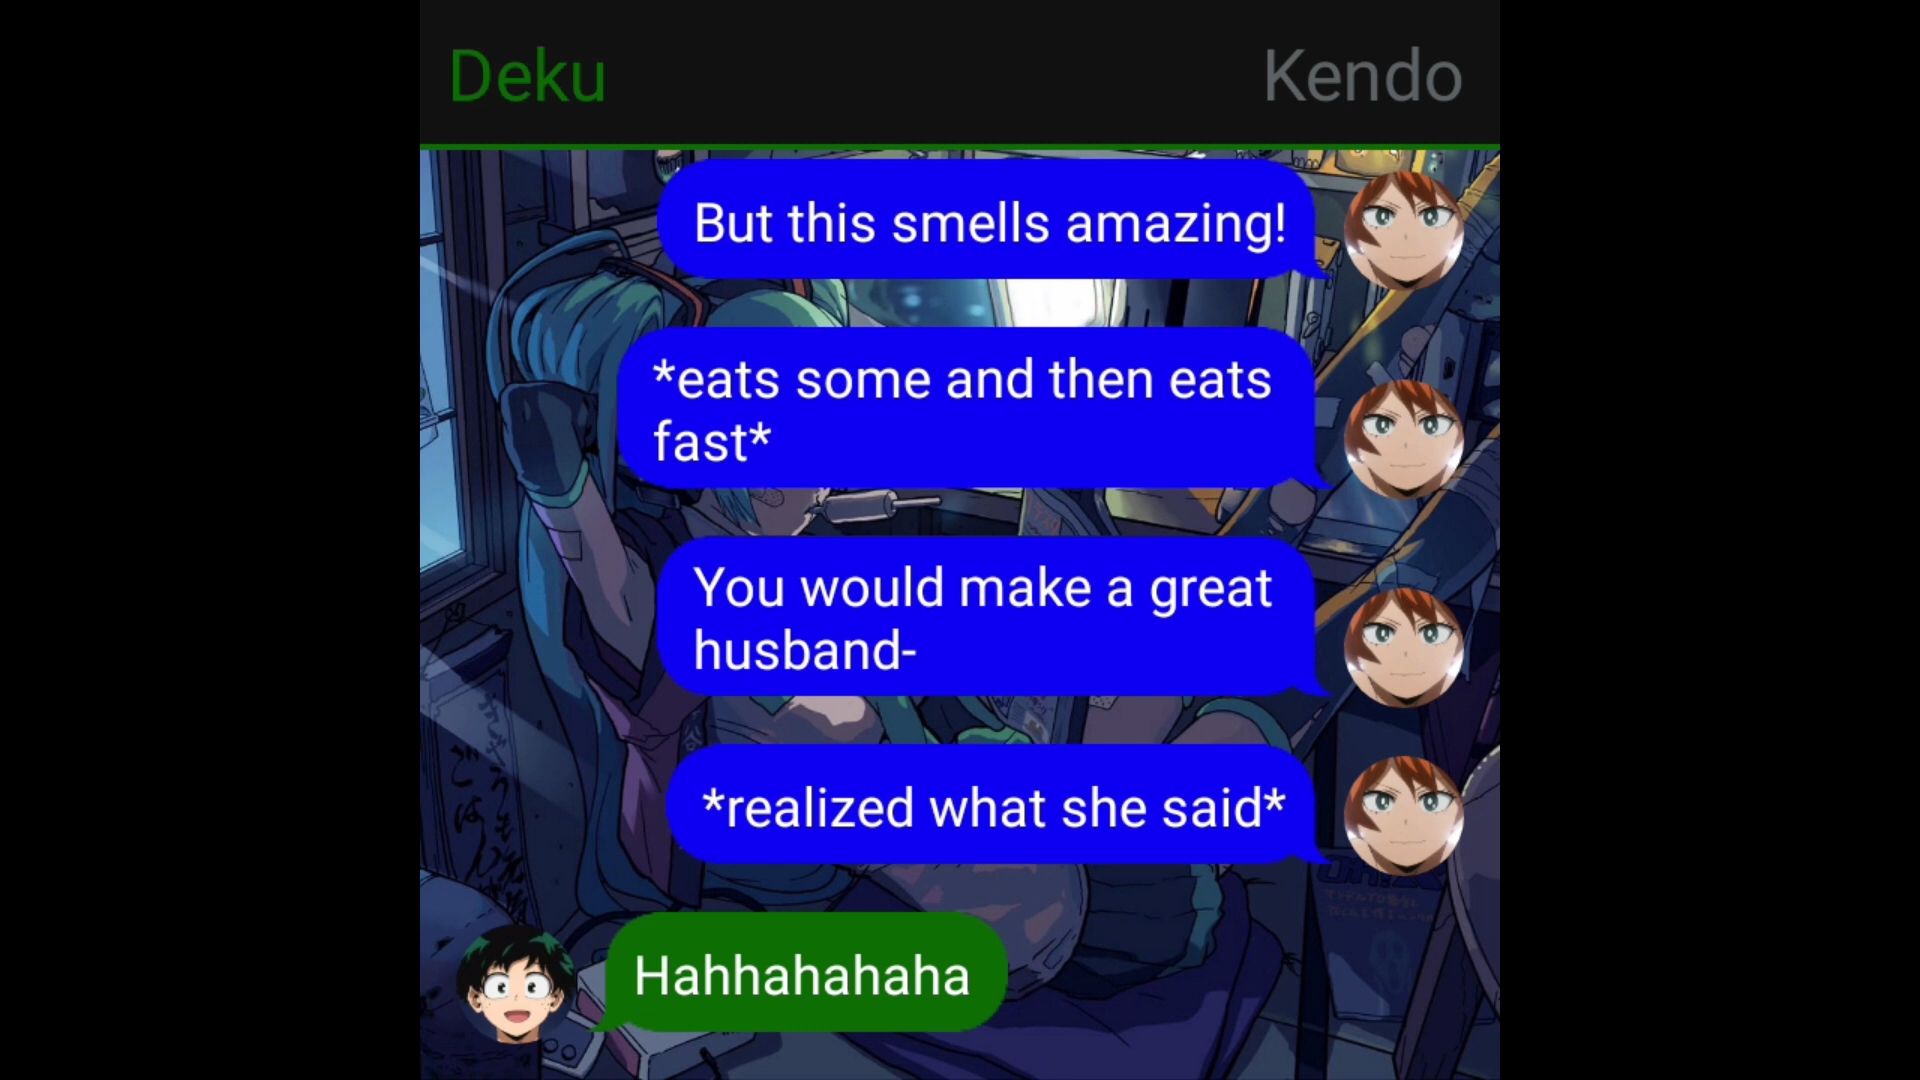 Deku
Kendo
But this smells amazing!
*eats some and then eats
fast*
You would make a great
husband-
*realized what she said*
Hahhahahaha